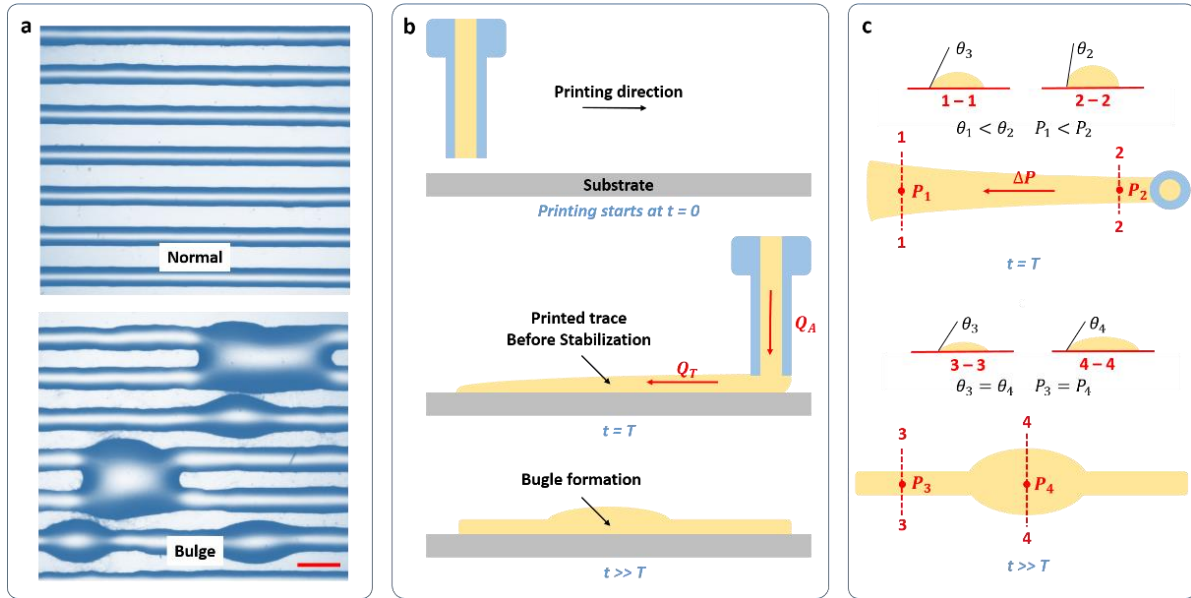 a
Normal
Bulge
b
Printing direction
Substrate
Printing starts at t = 0
Printed trace
Before Stabilization
Q_A
Q_T
t = T
Bugle formation
t >> T
c
θ₃
θ₂
1 – 1
2 – 2
θ₁ < θ₂ P₁ < P₂
1
2
ΔP
P₁
P₂
1
2
t = T
θ₃
θ₄
3 – 3
4 – 4
θ₃ = θ₄ P₃ = P₄
3
4
P₃
P₄
3
4
t >> T